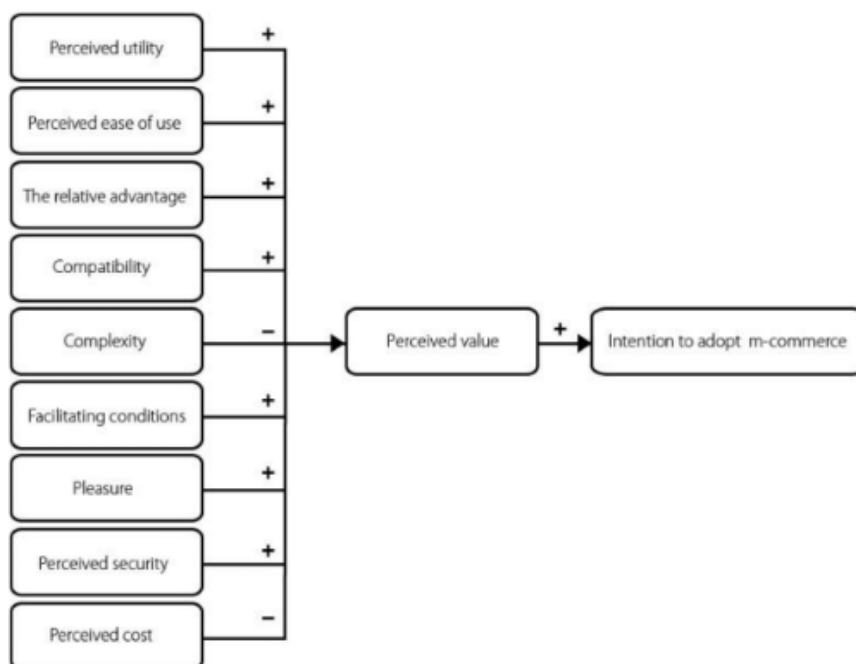 +
Perceived utility
+
Perceived ease of use
+
The relative advantage
+
Compatibility
−
Complexity
Perceived value
+
Intention to adopt m-commerce
+
Facilitating conditions
+
Pleasure
+
Perceived security
−
Perceived cost